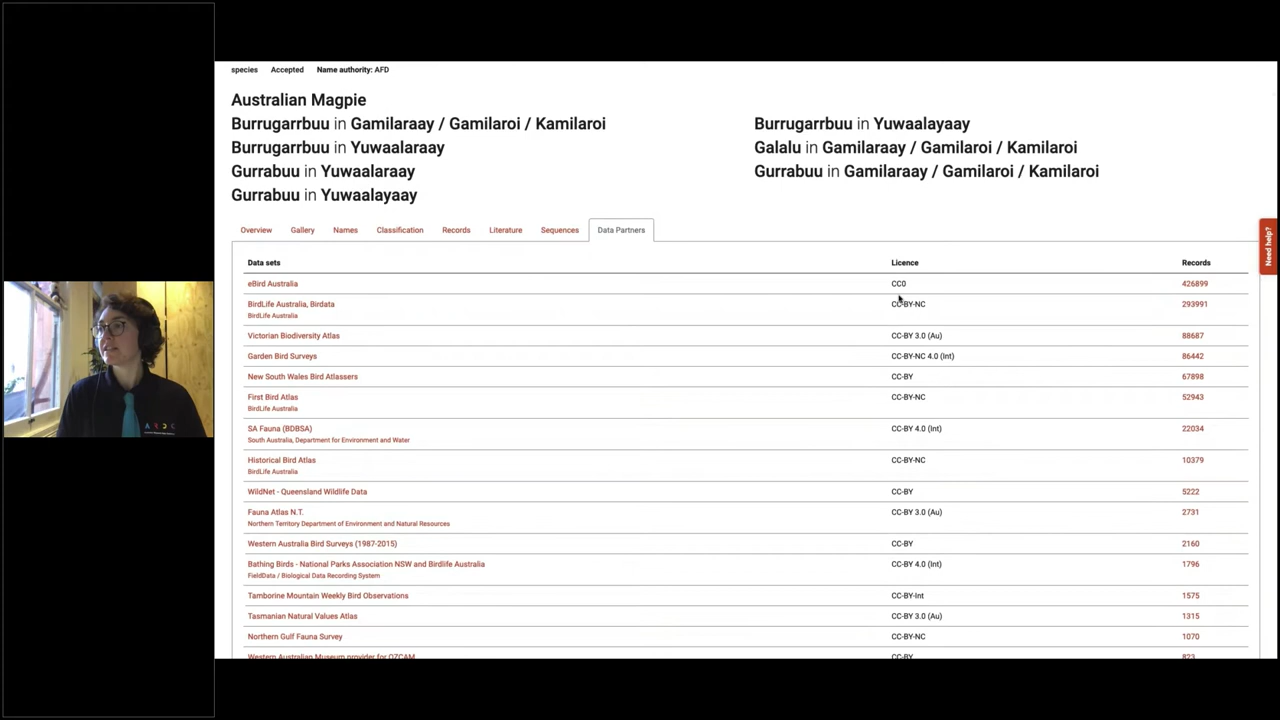 species Accepted Name authority: AFD
Australian Magpie
Burrugarrbuu in Gamilaraay / Gamilaroi / Kamilaroi
Burrugarrbuu in Yuwaalaraay
Gurrabuu in Yuwaalaraay
Gurrabuu in Yuwaalayaay
Burrugarrbuu in Yuwaalayaay
Galalu in Gamilaraay / Gamilaroi / Kamilaroi
Gurrabuu in Gamilaraay / Gamilaroi / Kamilaroi
Need help?
Overview Gallery Names Classification Records Literature Sequences Data Partners
Data sets Licence Records
eBird Australia CC0 426899
BirdLife Australia, Birdata CC-BY-NC 293991
BirdLife Australia
Victorian Biodiversity Atlas CC-BY 3.0 (Au) 88687
Garden Bird Surveys CC-BY-NC 4.0 (Int) 86442
New South Wales Bird Atlassers CC-BY 67898
First Bird Atlas CC-BY-NC 52943
BirdLife Australia
SA Fauna (BDBSA) CC-BY 4.0 (Int) 22034
South Australia, Department for Environment and Water
Historical Bird Atlas CC-BY-NC 10379
BirdLife Australia
WildNet - Queensland Wildlife Data CC-BY 5222
Fauna Atlas N.T. CC-BY 3.0 (Au) 2731
Northern Territory Department of Environment and Natural Resources
Western Australia Bird Surveys (1987-2015) CC-BY 2160
Bathing Birds - National Parks Association NSW and Birdlife Australia CC-BY 4.0 (Int) 1796
FieldData / Biological Data Recording System
Tamborine Mountain Weekly Bird Observations CC-BY-Int 1575
Tasmanian Natural Values Atlas CC-BY 3.0 (Au) 1315
Northern Gulf Fauna Survey CC-BY-NC 1070
Western Australian Museum provider for OZCAM CC-BY 823
ARDC